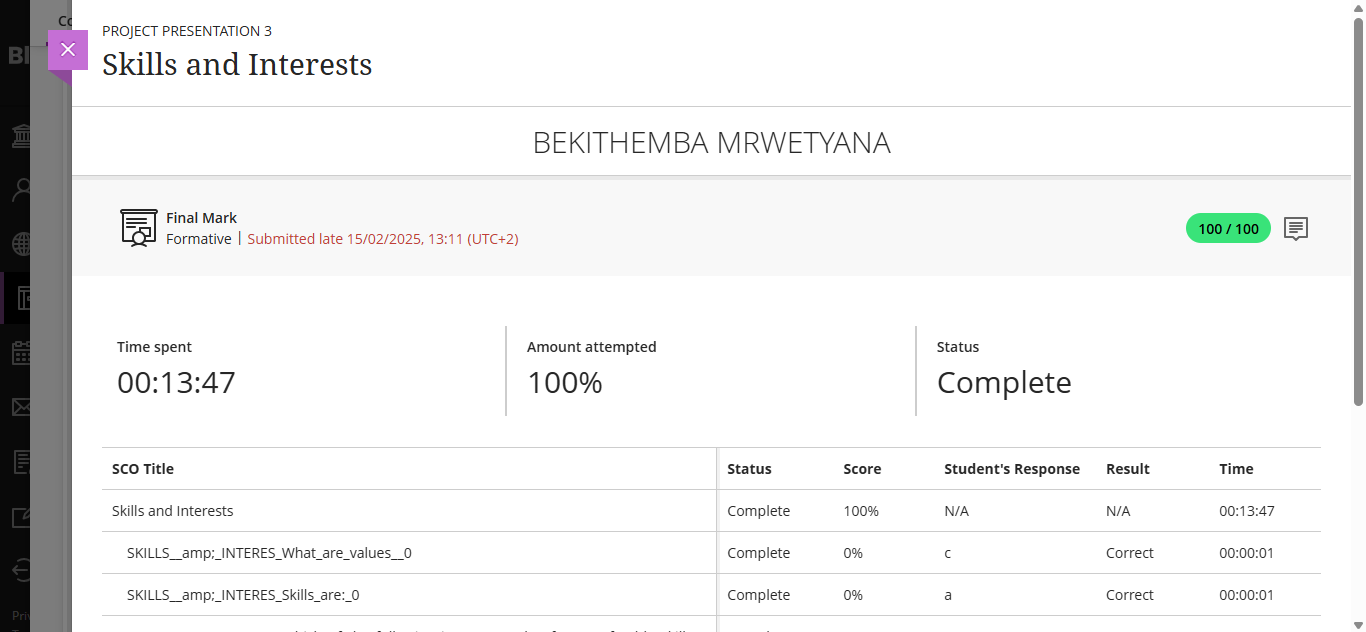 Co
PROJECT PRESENTATION 3
Skills and Interests
Bl
BEKITHEMBA MRWETYANA
Final Mark
Formative | Submitted late 15/02/2025, 13:11 (UTC+2)
100 / 100
Time spent
00:13:47
Amount attempted
100%
Status
Complete
SCO Title Status Score Student's Response Result Time
Skills and Interests Complete 100% N/A N/A 00:13:47
SKILLS__amp;_INTERES_What_are_values__0 Complete 0% c Correct 00:00:01
SKILLS__amp;_INTERES_Skills_are:_0 Complete 0% a Correct 00:00:01
Priv